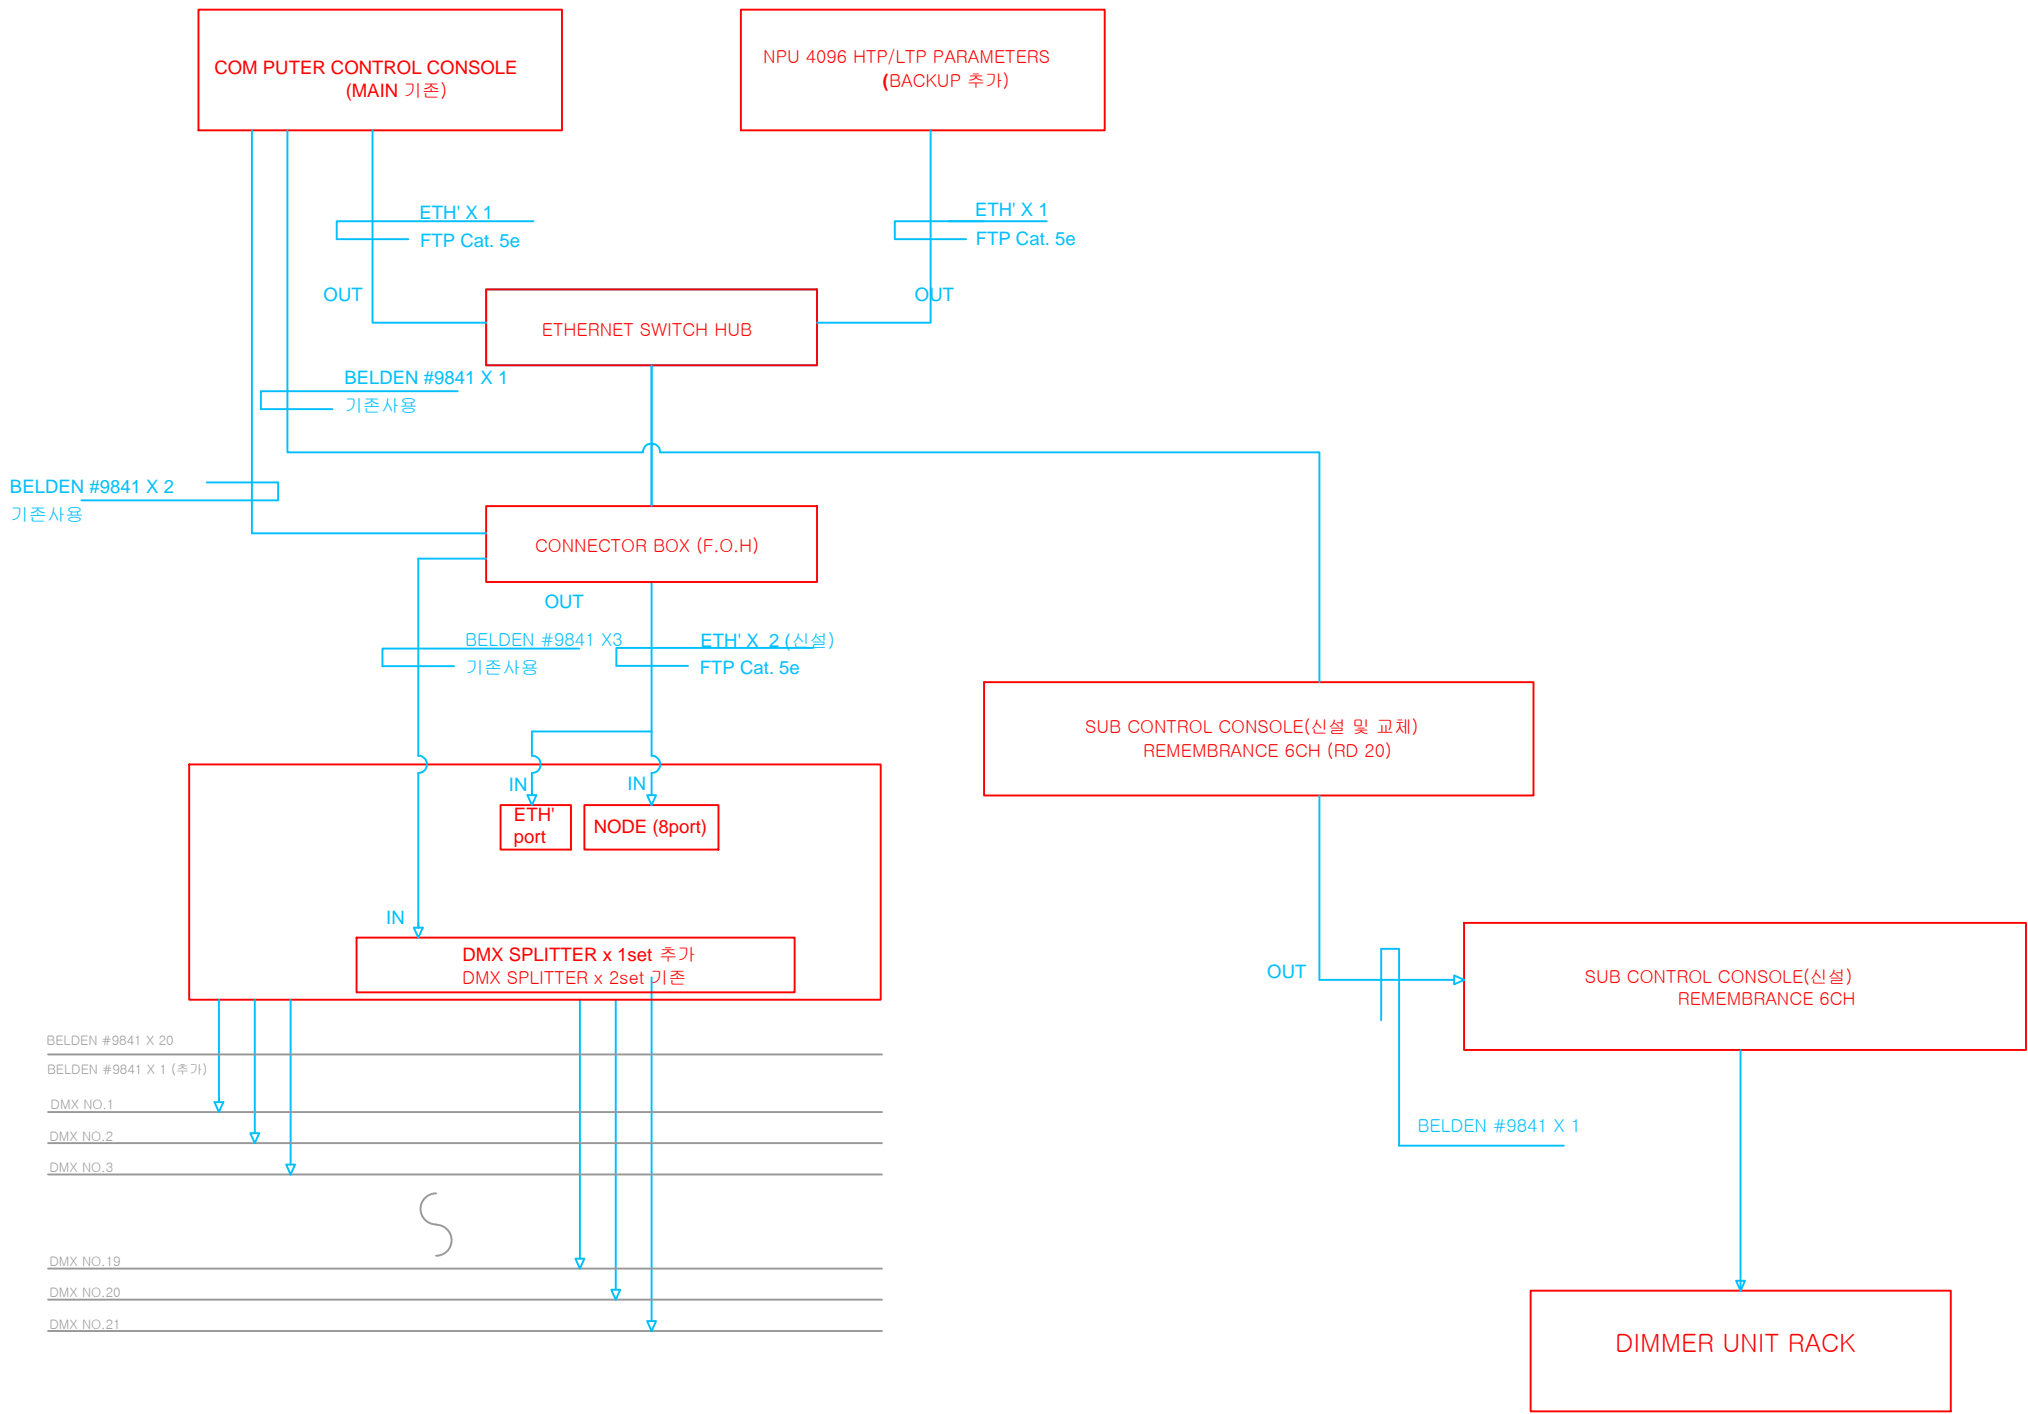 COM PUTER CONTROL CONSOLE
(MAIN 기존)
NPU 4096 HTP/LTP PARAMETERS
(BACKUP 추가)
ETH' X 1
FTP Cat. 5e
ETH' X 1
FTP Cat. 5e
OUT
OUT
ETHERNET SWITCH HUB
BELDEN #9841 X 1
기존사용
BELDEN #9841 X 2
기존사용
CONNECTOR BOX (F.O.H)
OUT
BELDEN #9841 X3
기존사용
ETH' X 2 (신설)
FTP Cat. 5e
SUB CONTROL CONSOLE(신설 및 교체)
REMEMBRANCE 6CH (RD 20)
IN
IN
ETH'
port
NODE (8port)
IN
DMX SPLITTER x 1set 추가
DMX SPLITTER x 2set 기존
OUT
SUB CONTROL CONSOLE(신설)
REMEMBRANCE 6CH
BELDEN #9841 X 20
BELDEN #9841 X 1 (추가)
DMX NO.1
DMX NO.2
DMX NO.3
BELDEN #9841 X 1
DMX NO.19
DMX NO.20
DMX NO.21
DIMMER UNIT RACK